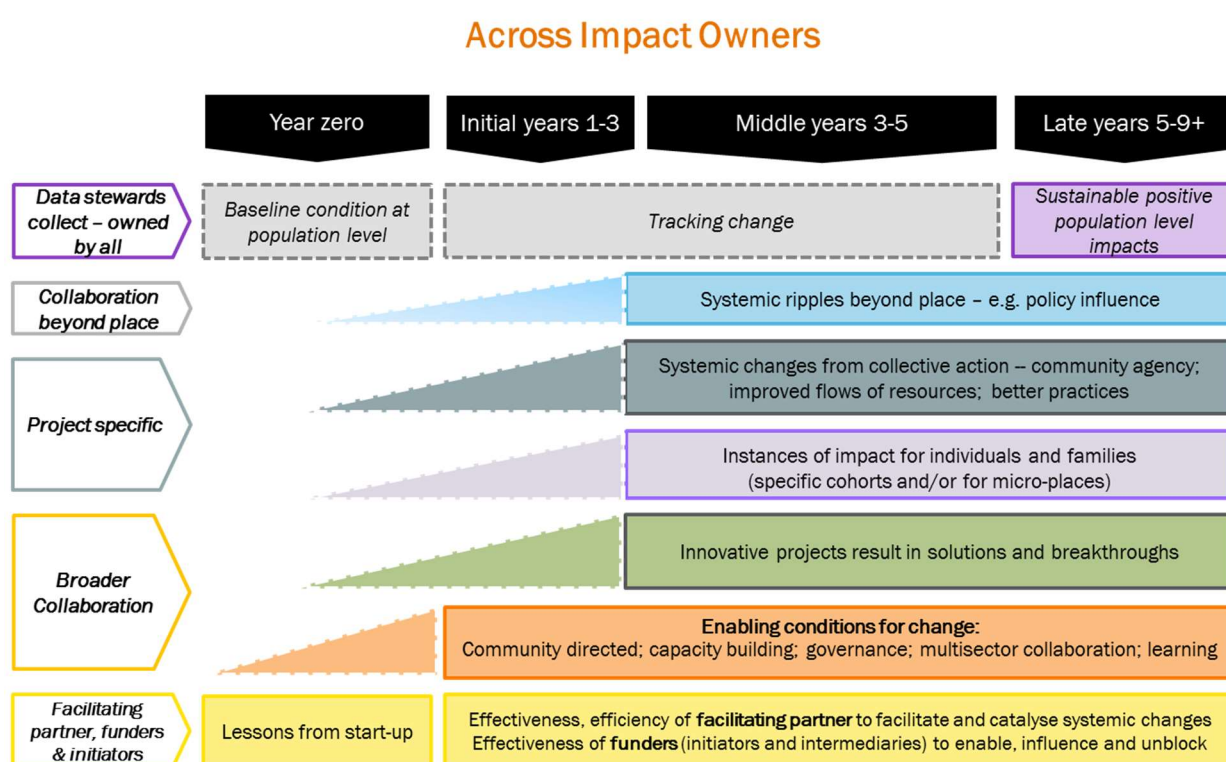 Across Impact Owners
Year zero
Initial years 1-3
Middle years 3-5
Late years 5-9+
Data stewards
collect – owned
by all
Baseline condition at
population level
Tracking change
Sustainable positive
population level
impacts
Collaboration
beyond place
Systemic ripples beyond place – e.g. policy influence
Project specific
Systemic changes from collective action – community agency;
improved flows of resources; better practices
Instances of impact for individuals and families
(specific cohorts and/or for micro-places)
Broader
Collaboration
Innovative projects result in solutions and breakthroughs
Enabling conditions for change:
Community directed; capacity building; governance; multisector collaboration; learning
Facilitating
partner, funders
& initiators
Lessons from start-up
Effectiveness, efficiency of facilitating partner to facilitate and catalyse systemic changes
Effectiveness of funders (initiators and intermediaries) to enable, influence and unblock